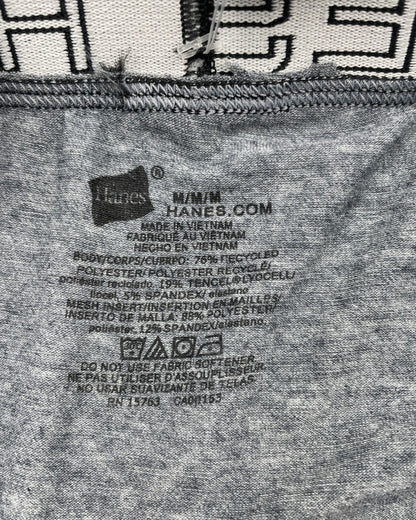 Hanes ®
M/M/M
HANES.COM
MADE IN VIETNAM
FABRIQUÉ AU VIETNAM
HECHO EN VIETNAM
BODY/CORPS/CUERPO: 76% RECYCLED
POLYESTER/POLYESTER RECYCLÉ/
poliéster reciclado. 19% TENCEL® LYOCELL/
liocel, 5% SPANDEX/ elastano
MESH INSERT/INSERTION EN MAILLES/
INSERTO DE MALLA: 88% POLYESTER/
poliéster, 12% SPANDEX/elastano.
DO NOT USE FABRIC SOFTENER.
NE PAS UTILISER D'ASSOUPLISSEUR.
NO USAR SUAVIZANTE DE TELAS.
RN 15763 CA00153